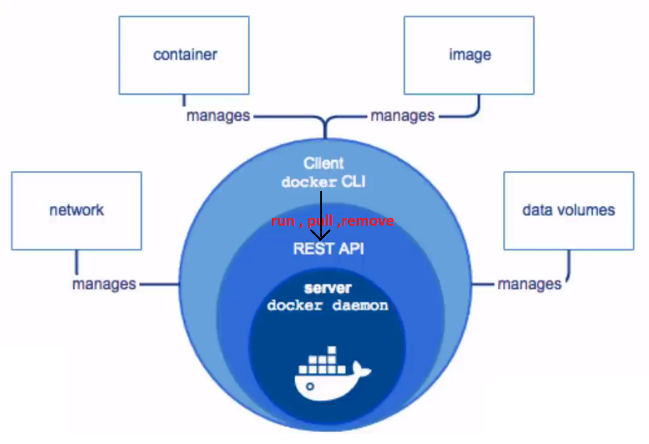 container
image
manages
manages
Client
docker CLI
network
data volumes
run , pull ,remove
REST API
manages
manages
server
docker daemon